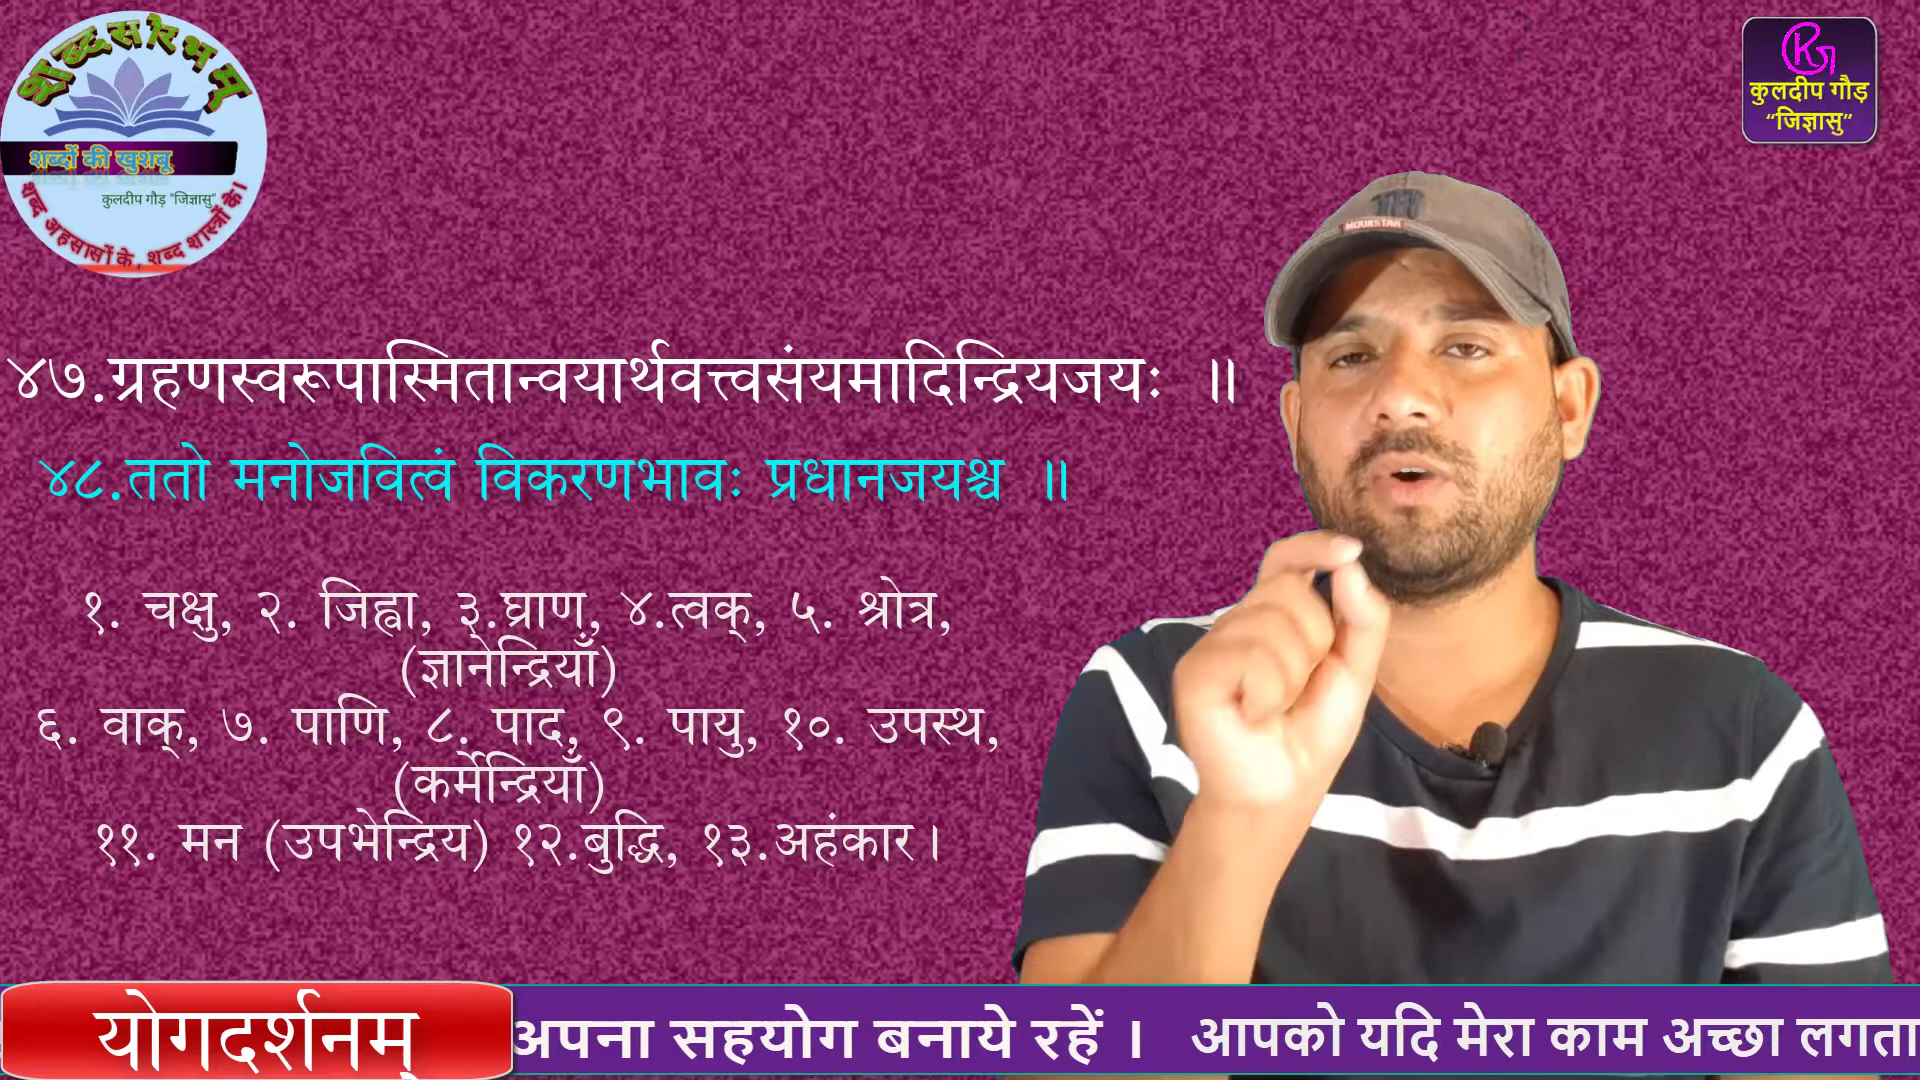 शब्दसौरभम्
शब्दों की खुशबू
कुलदीप गौड़ "जिज्ञासु"
शब्द अहसासों के, शब्द शास्त्रों के।
KG
कुलदीप गौड़
“जिज्ञासु”
MOUSTAR
४७.ग्रहणस्वरूपास्मितान्वयार्थवत्त्वसंयमादिन्द्रियजयः ॥
४८.ततो मनोजवित्वं विकरणभावः प्रधानजयश्च ॥
१. चक्षु, २. जिह्वा, ३.घ्राण, ४.त्वक्, ५. श्रोत्र,
(ज्ञानेन्द्रियाँ)
६. वाक्, ७. पाणि, ८. पाद, ९. पायु, १०. उपस्थ,
(कर्मेन्द्रियाँ)
११. मन (उपभेन्द्रिय) १२.बुद्धि, १३.अहंकार।
योगदर्शनम्
अपना सहयोग बनाये रहें । आपको यदि मेरा काम अच्छा लगता